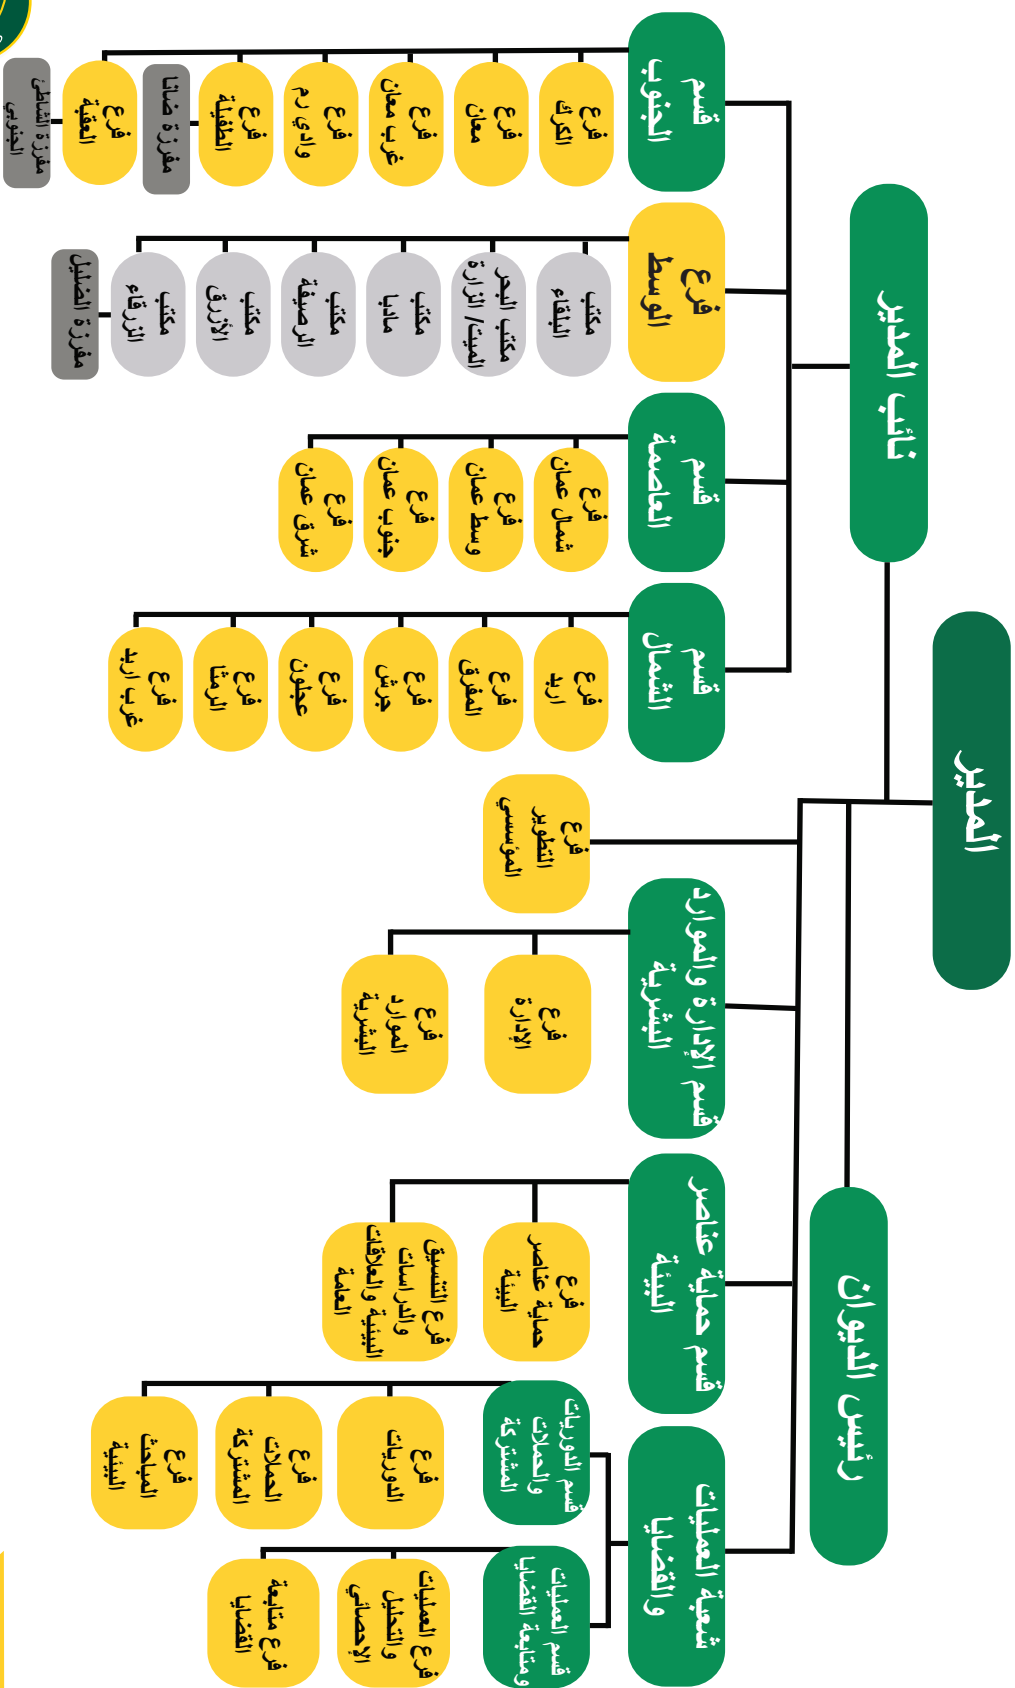 المدير
نائب المدير
رئيس الديوان
قسم
الجنوب
فرع
الوسط
قسم
العاصمة
قسم
الشمال
فرع
التطوير
المؤسسي
قسم الإدارة والموارد
البشرية
قسم حماية عناصر
البيئة
شعبة العمليات
والقضايا
فرع
الكرك
فرع
معان
فرع
غرب معان
فرع
وادي رم
فرع
الطفيلة
مفرزة ضانا
فرع
العقبة
مفرزة الشاطئ
الجنوبي
مكتب
البلقاء
مكتب البحر
الميت/ الزارة
مكتب
مادبا
مكتب
الرصيفة
مكتب
الأزرق
مكتب
الزرقاء
مفرزة الضليل
فرع
شمال عمان
فرع
وسط عمان
فرع
جنوب عمان
فرع
شرق عمان
فرع
اربد
فرع
المفرق
فرع
جرش
فرع
عجلون
فرع
الرمثا
فرع
غرب اربد
فرع
الإدارة
فرع
الموارد
البشرية
فرع
حماية عناصر
البيئة
فرع التنسيق
والدراسات
البيئية والعلاقات
العامة
قسم الدوريات
والحملات
المشتركة
فرع
الدوريات
فرع
الحملات
المشتركة
فرع
المباحث
البيئية
قسم العمليات
ومتابعة القضايا
فرع العمليات
والتحليل
الإحصائي
فرع متابعة
القضايا